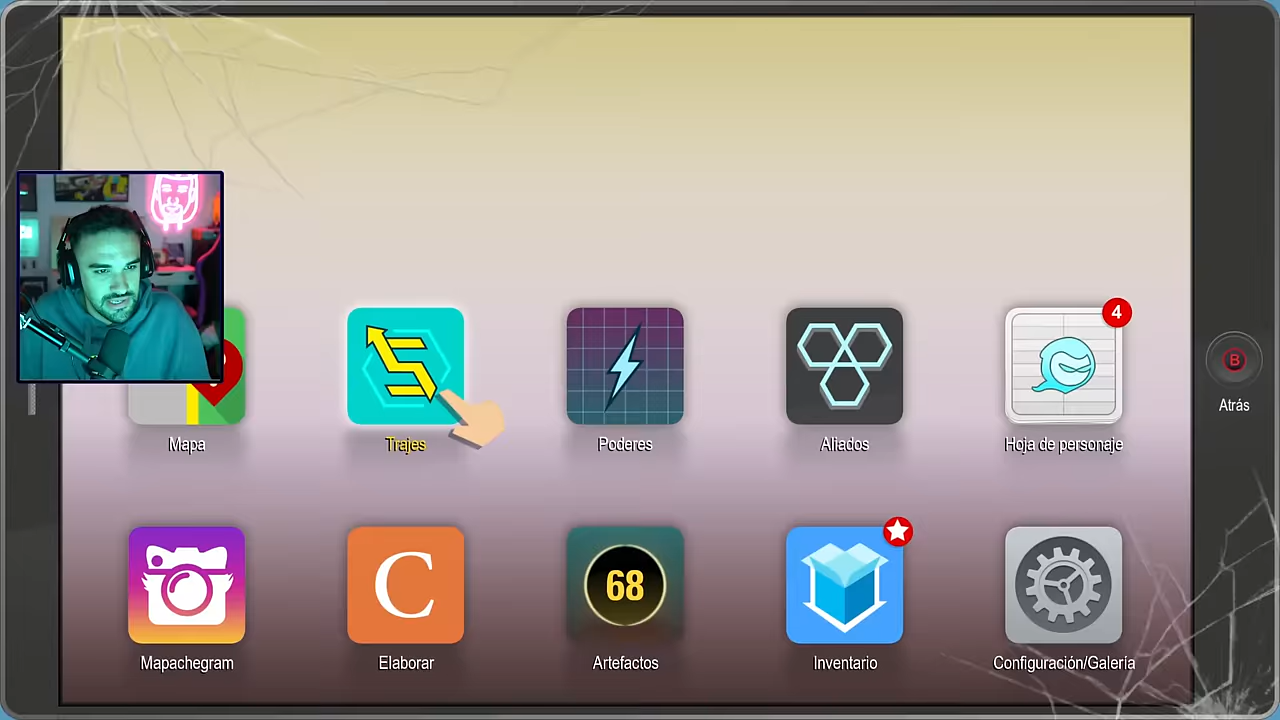 4
Mapa
Trajes
Poderes
Aliados
Hoja de personaje
B
Atrás
C
68
Mapachegram
Elaborar
Artefactos
Inventario
Configuración/Galería